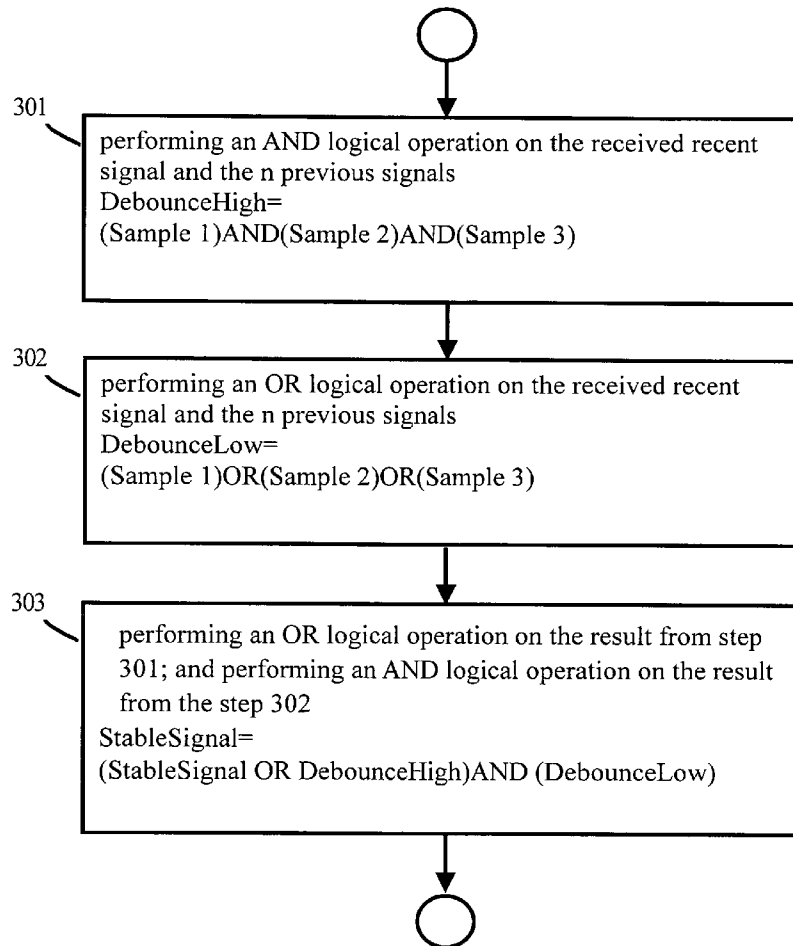 301
performing an AND logical operation on the received recent
signal and the n previous signals
DebounceHigh=
(Sample 1)AND(Sample 2)AND(Sample 3)
302
performing an OR logical operation on the received recent
signal and the n previous signals
DebounceLow=
(Sample 1)OR(Sample 2)OR(Sample 3)
303
performing an OR logical operation on the result from step
301; and performing an AND logical operation on the result
from the step 302
StableSignal=
(StableSignal OR DebounceHigh)AND (DebounceLow)